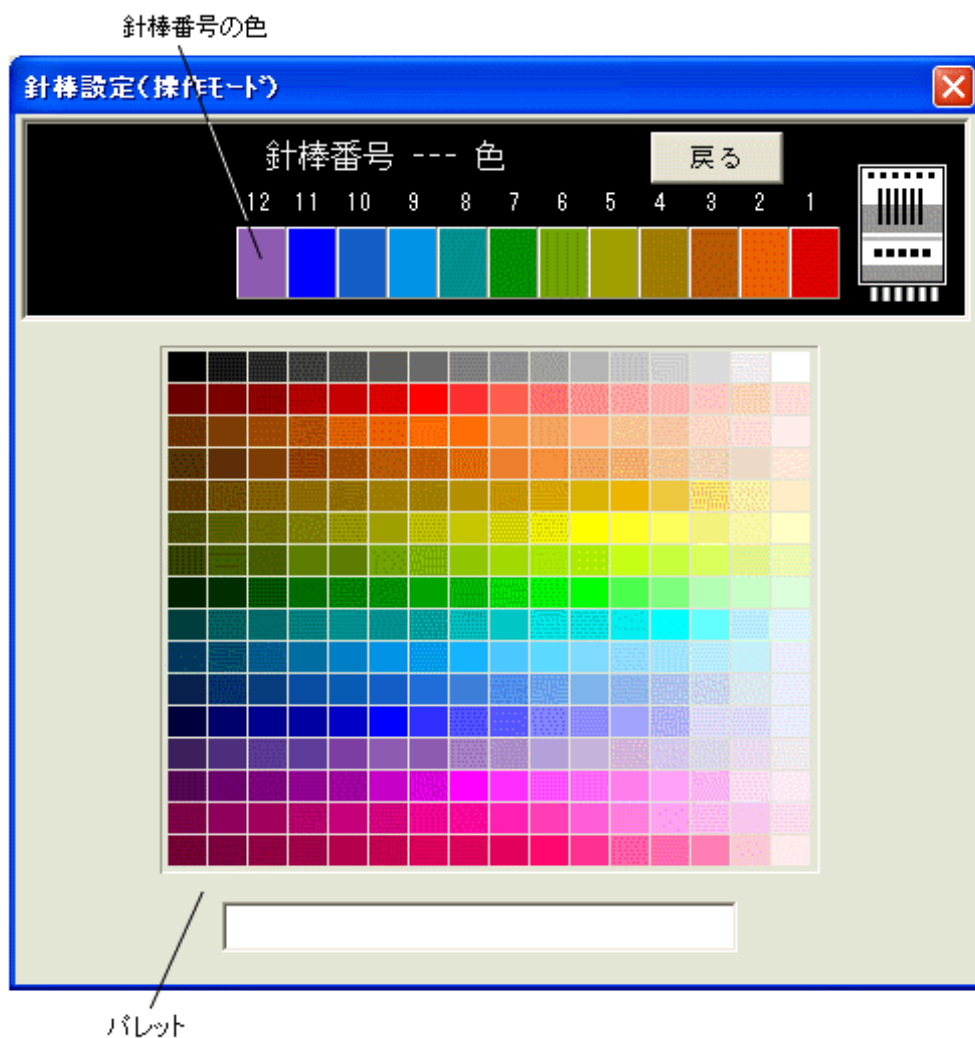 針棒番号の色
針棒設定(操作モード)
針棒番号 --- 色
戻る
12 11 10 9 8 7 6 5 4 3 2 1
パレット